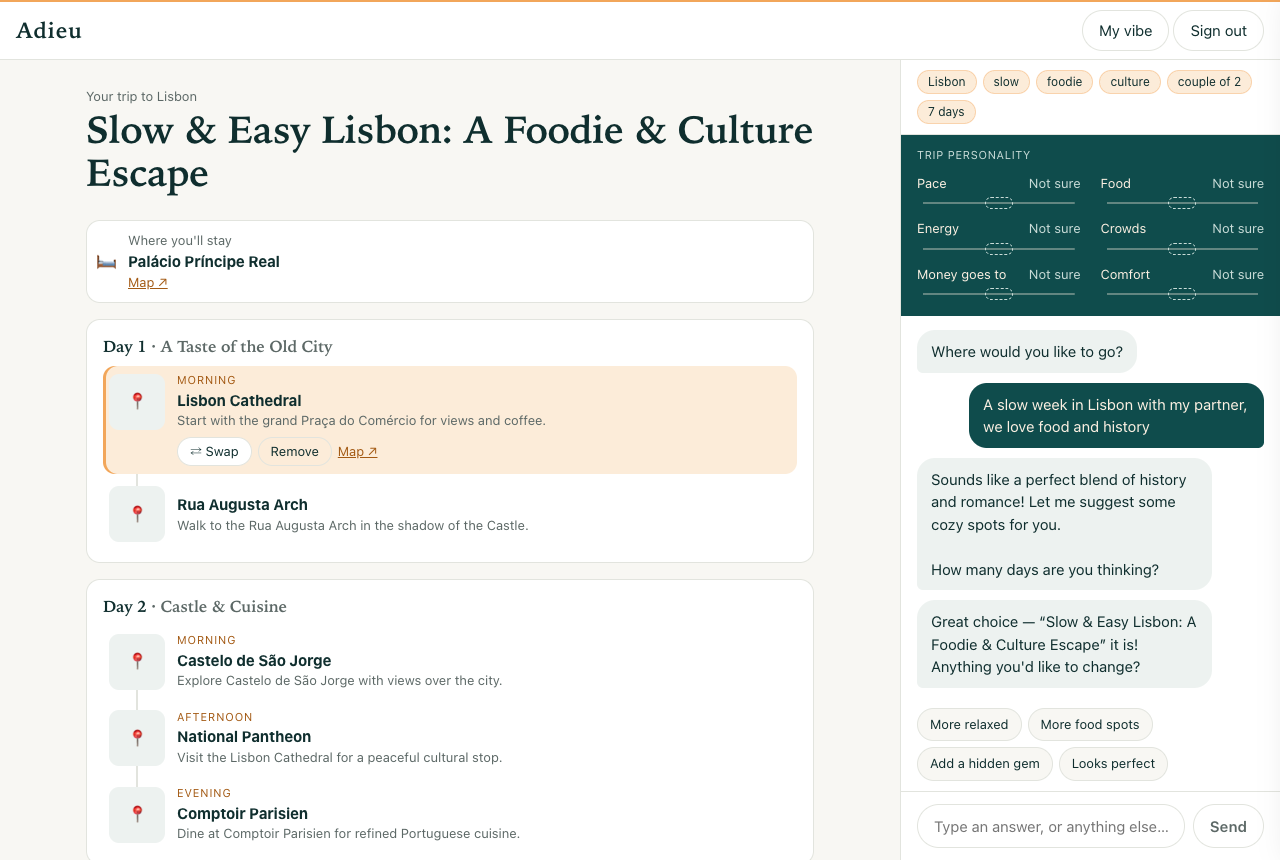 Adieu
My vibe
Sign out
Your trip to Lisbon
Slow & Easy Lisbon: A Foodie & Culture
Escape
Where you'll stay
Palácio Príncipe Real
Map ↗
Day 1 · A Taste of the Old City
MORNING
Lisbon Cathedral
Start with the grand Praça do Comércio for views and coffee.
⇄ Swap
Remove
Map ↗
Rua Augusta Arch
Walk to the Rua Augusta Arch in the shadow of the Castle.
Day 2 · Castle & Cuisine
MORNING
Castelo de São Jorge
Explore Castelo de São Jorge with views over the city.
AFTERNOON
National Pantheon
Visit the Lisbon Cathedral for a peaceful cultural stop.
EVENING
Comptoir Parisien
Dine at Comptoir Parisien for refined Portuguese cuisine.
Lisbon
slow
foodie
culture
couple of 2
7 days
TRIP PERSONALITY
Pace Not sure
Food Not sure
Energy Not sure
Crowds Not sure
Money goes to Not sure
Comfort Not sure
Where would you like to go?
A slow week in Lisbon with my partner,
we love food and history
Sounds like a perfect blend of history
and romance! Let me suggest some
cozy spots for you.
How many days are you thinking?
Great choice — “Slow & Easy Lisbon: A
Foodie & Culture Escape” it is!
Anything you'd like to change?
More relaxed
More food spots
Add a hidden gem
Looks perfect
Type an answer, or anything else...
Send